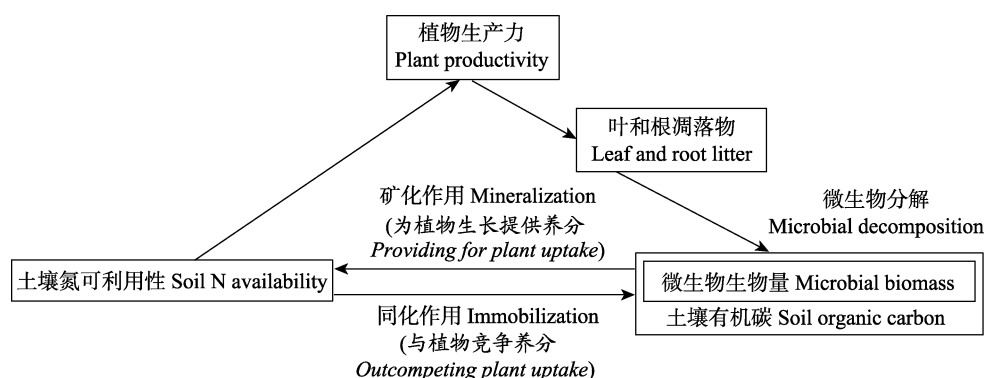 植物生产力
Plant productivity
叶和根凋落物
Leaf and root litter
矿化作用 Mineralization
(为植物生长提供养分
Providing for plant uptake)
微生物分解
Microbial decomposition
土壤氮可利用性 Soil N availability
微生物生物量 Microbial biomass
土壤有机碳 Soil organic carbon
同化作用 Immobilization
(与植物竞争养分
Outcompeting plant uptake)